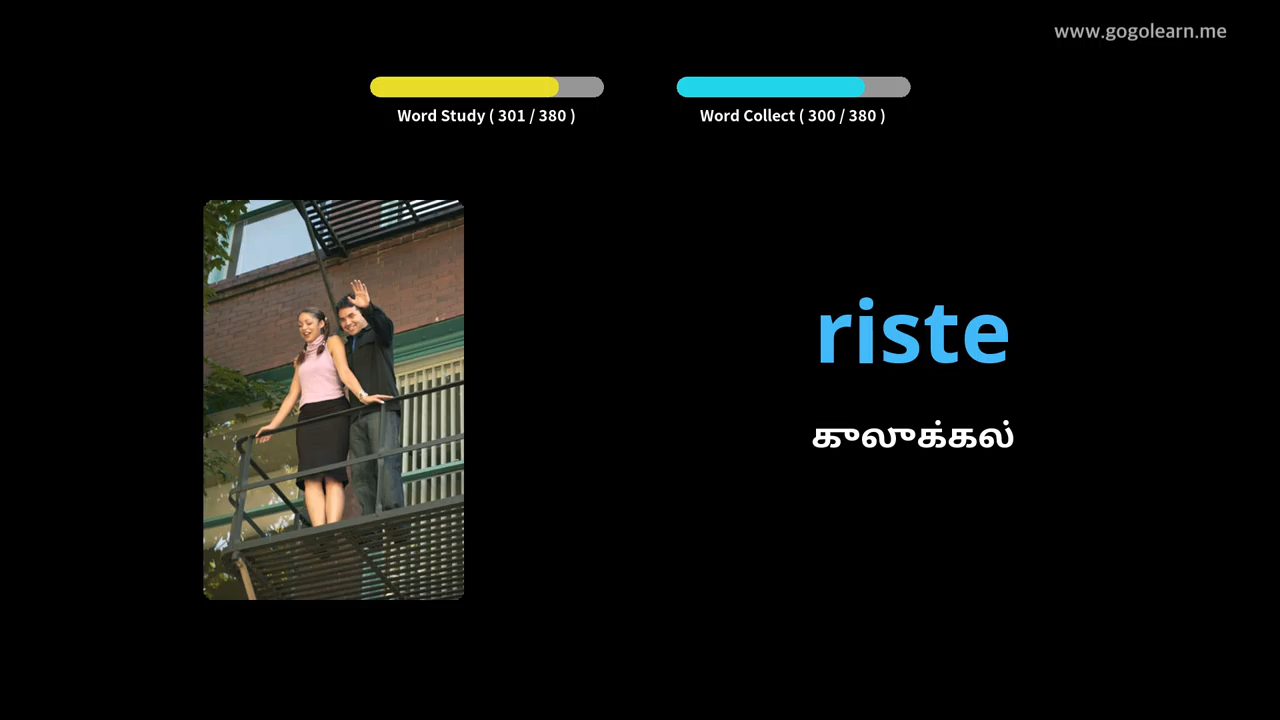 www.gogolearn.me
Word Study ( 301 / 380 )
Word Collect ( 300 / 380 )
riste
குலுக்கல்